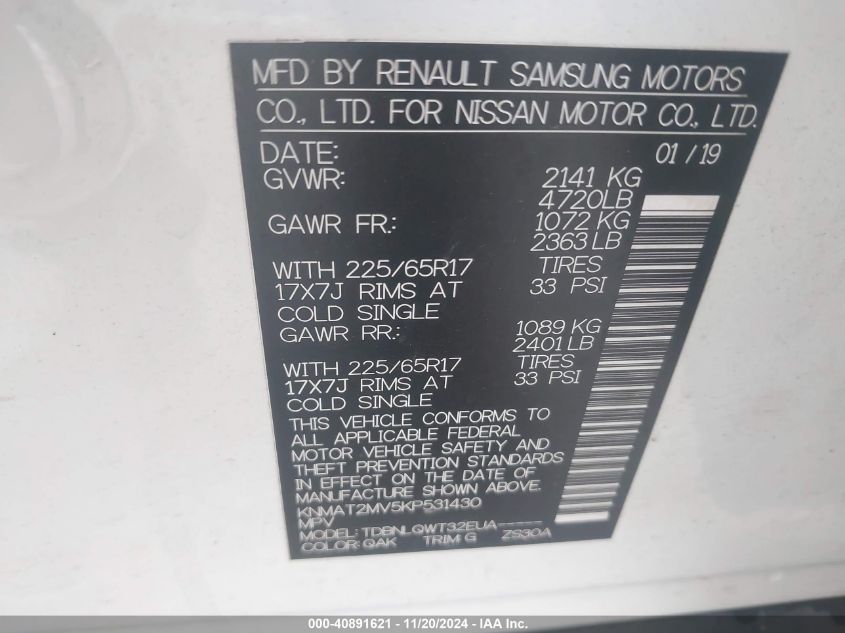 MFD BY RENAULT SAMSUNG MOTORS
CO., LTD. FOR NISSAN MOTOR CO., LTD.
DATE: 01 / 19
GVWR: 2141 KG
4720LB
GAWR FR.: 1072 KG
2363 LB
WITH 225/65R17 TIRES
17X7J RIMS AT 33 PSI
COLD SINGLE
GAWR RR.: 1089 KG
2401 LB
WITH 225/65R17 TIRES
17X7J RIMS AT 33 PSI
COLD SINGLE
THIS VEHICLE CONFORMS TO
ALL APPLICABLE FEDERAL
MOTOR VEHICLE SAFETY AND
THEFT PREVENTION STANDARDS
IN EFFECT ON THE DATE OF
MANUFACTURE SHOWN ABOVE.
KNMAT2MV5KP531430
MPV
MODEL: TDBNLQWT32EUA-----
COLOR: QAK TRIM: G ZS30A
000-40891621 - 11/20/2024 - IAA Inc.